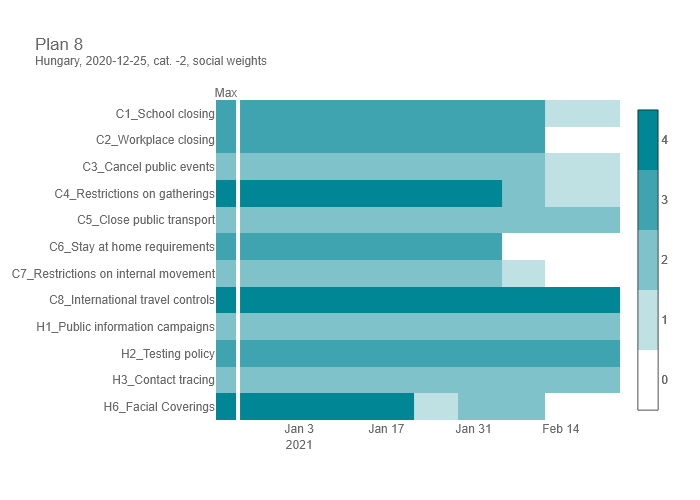 Plan 8
Hungary, 2020-12-25, cat. -2, social weights
Max
C1_School closing
C2_Workplace closing
C3_Cancel public events
C4_Restrictions on gatherings
C5_Close public transport
C6_Stay at home requirements
C7_Restrictions on internal movement
C8_International travel controls
H1_Public information campaigns
H2_Testing policy
H3_Contact tracing
H6_Facial Coverings
Jan 3 Jan 17 Jan 31 Feb 14
2021
4
3
2
1
0